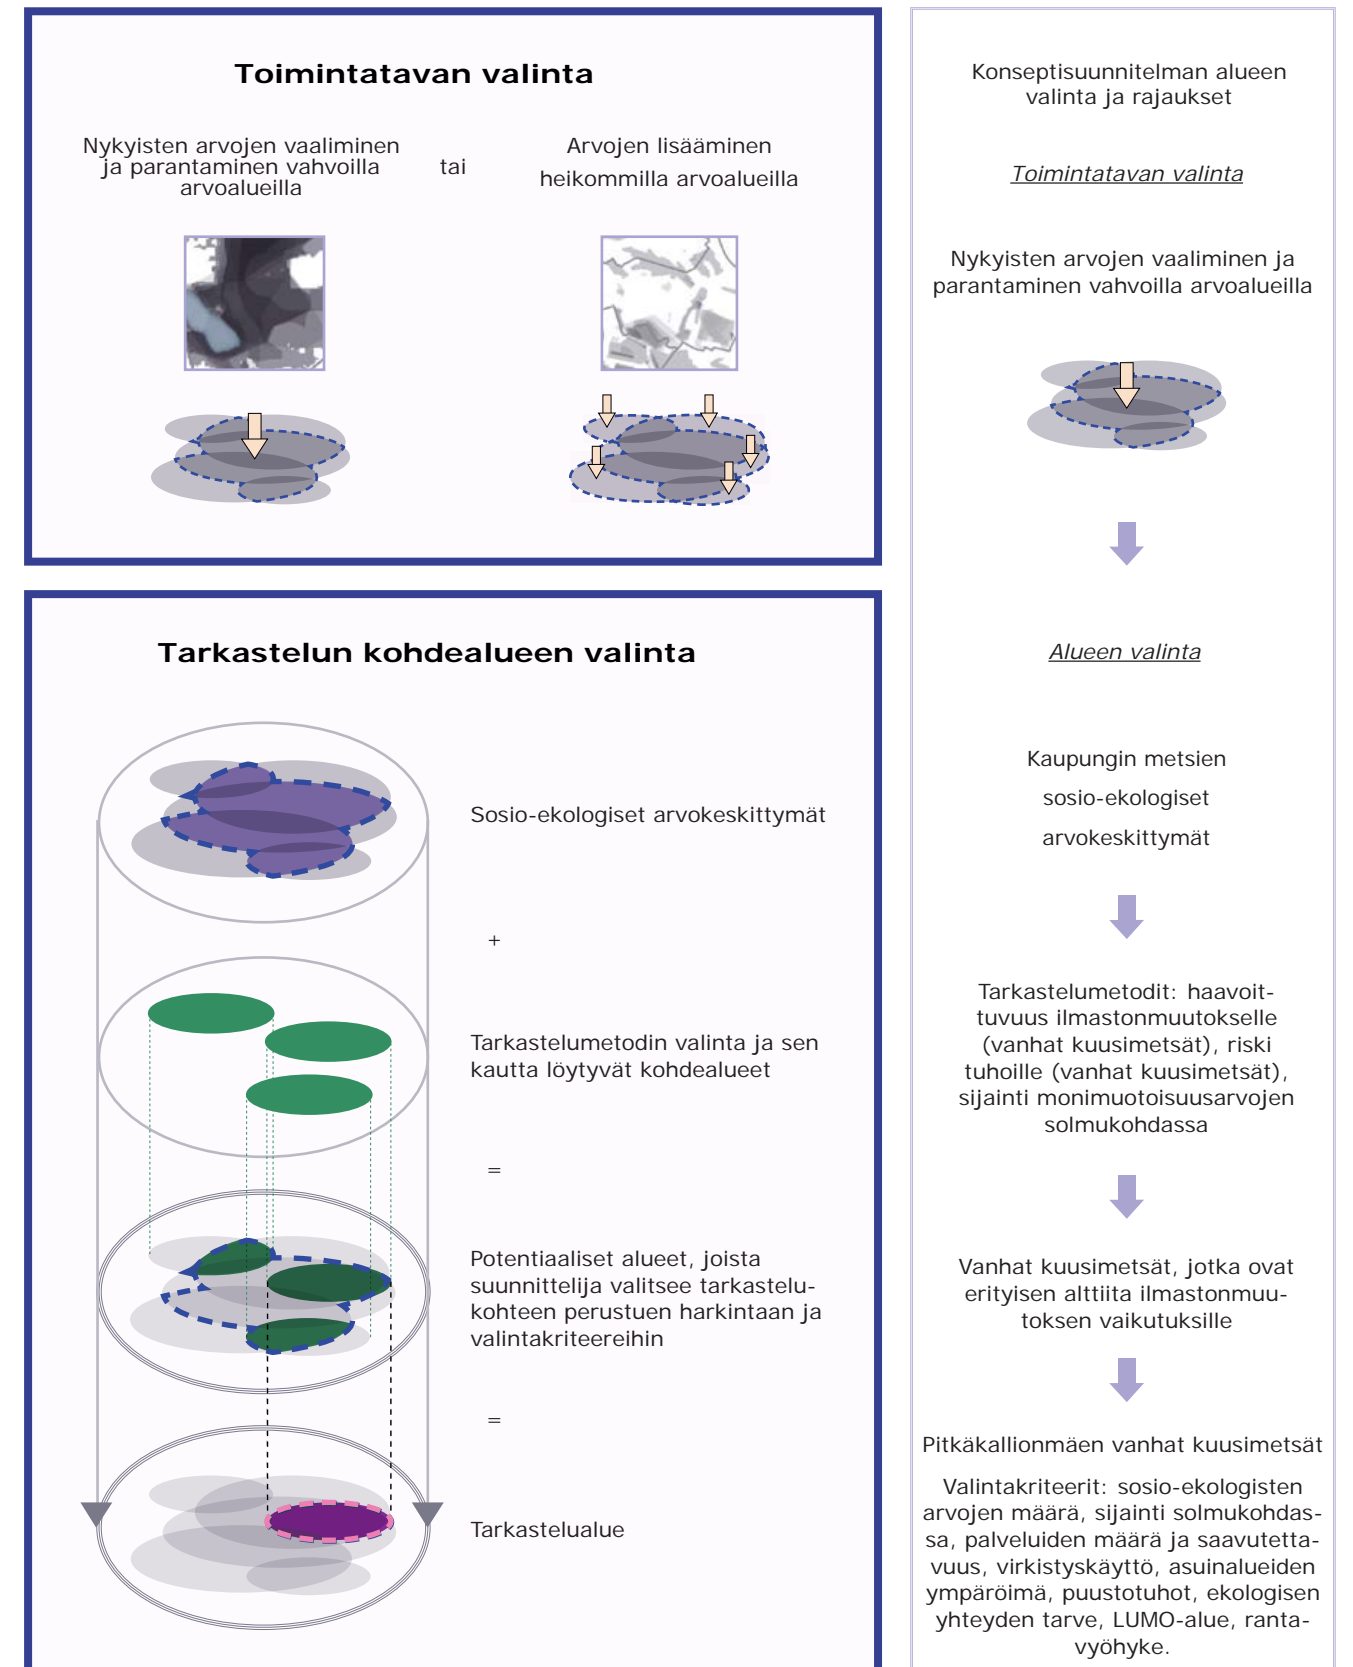 Toimintatavan valinta
Nykyisten arvojen vaaliminen
ja parantaminen vahvoilla
arvoalueilla
tai
Arvojen lisääminen
heikommilla arvoalueilla
Tarkastelun kohdealueen valinta
Sosio-ekologiset arvokeskittymät
+
Tarkastelumetodin valinta ja sen
kautta löytyvät kohdealueet
=
Potentiaaliset alueet, joista
suunnittelija valitsee tarkastelu-
kohteen perustuen harkintaan ja
valintakriteereihin
=
Tarkastelualue
Konseptisuunnitelman alueen
valinta ja rajaukset
Toimintatavan valinta
Nykyisten arvojen vaaliminen ja
parantaminen vahvoilla arvoalueilla
Alueen valinta
Kaupungin metsien
sosio-ekologiset
arvokeskittymät
Tarkastelumetodit: haavoit-
tuvuus ilmastonmuutokselle
(vanhat kuusimetsät), riski
tuhoille (vanhat kuusimetsät),
sijainti monimuotoisuusarvojen
solmukohdassa
Vanhat kuusimetsät, jotka ovat
erityisen alttiita ilmastonmuu-
toksen vaikutuksille
Pitkäkallionmäen vanhat kuusimetsät
Valintakriteerit: sosio-ekologisten
arvojen määrä, sijainti solmukohdas-
sa, palveluiden määrä ja saavutetta-
vuus, virkistyskäyttö, asuinalueiden
ympäröimä, puustotuhot, ekologisen
yhteyden tarve, LUMO-alue, ranta-
vyöhyke.